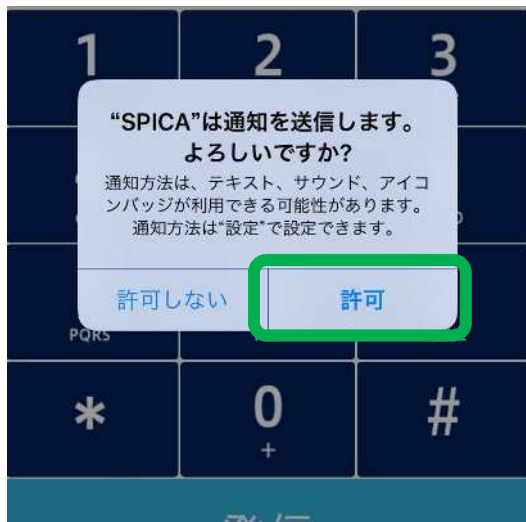 1 2 3
“SPICA”は通知を送信します。
よろしいですか?
通知方法は、テキスト、サウンド、アイコ
ンバッジが利用できる可能性があります。
通知方法は“設定”で設定できます。
許可しない 許可
PQRS
* 0 #
+